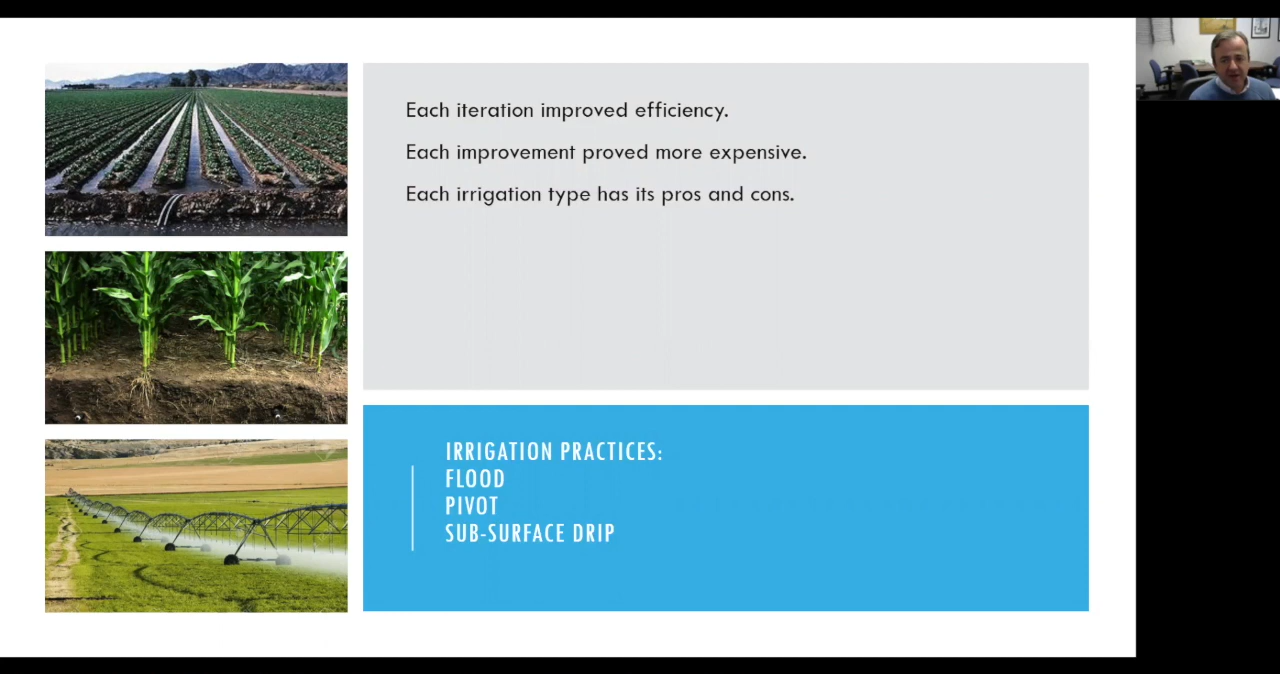 Each iteration improved efficiency.
Each improvement proved more expensive.
Each irrigation type has its pros and cons.
IRRIGATION PRACTICES:
FLOOD
PIVOT
SUB-SURFACE DRIP